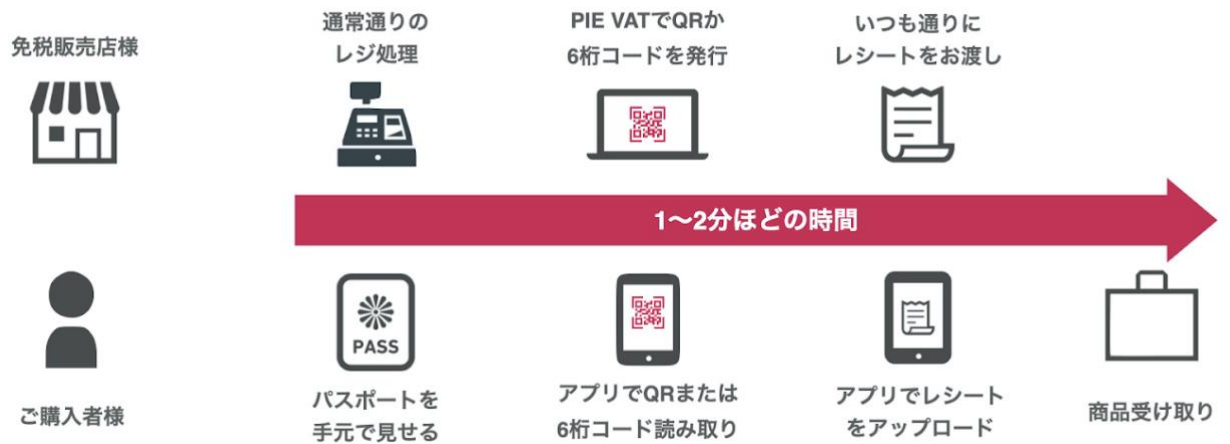 免税販売店様
通常通りの
レジ処理
PIE VATでQRか
6桁コードを発行
いつも通りに
レシートをお渡し
1〜2分ほどの時間
ご購入者様
PASS
パスポートを
手元で見せる
アプリでQRまたは
6桁コード読み取り
アプリでレシート
をアップロード
商品受け取り